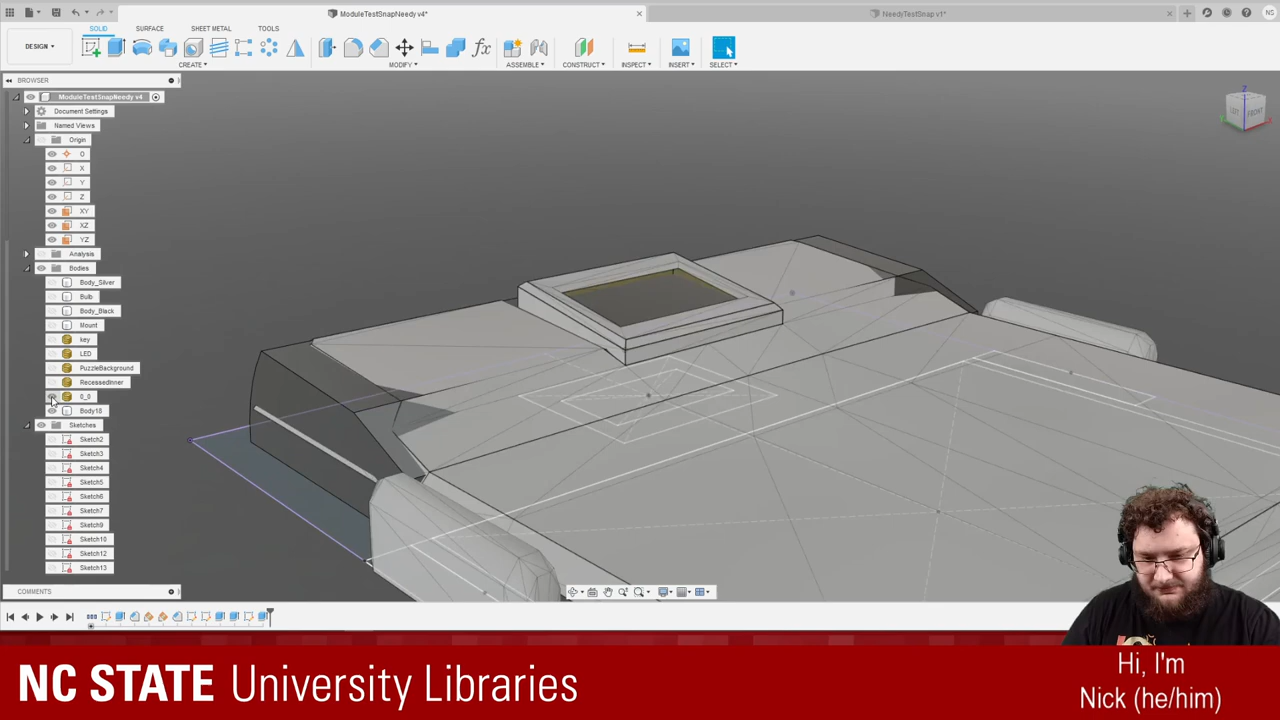 ModuleTestSnapNeedy v4*
NeedyTestSnap v1*
NS
DESIGN
SOLID
SURFACE
SHEET METAL
TOOLS
CREATE
MODIFY
ASSEMBLE
CONSTRUCT
INSPECT
INSERT
SELECT
BROWSER
ModuleTestSnapNeedy v4
Document Settings
Named Views
Origin
O
X
Y
Z
XY
XZ
YZ
Analysis
Bodies
Body_Silver
Bulb
Body_Black
Mount
key
LED
PuzzleBackground
RecessedInner
0_0
Body18
Sketches
Sketch2
Sketch3
Sketch4
Sketch5
Sketch6
Sketch7
Sketch9
Sketch10
Sketch12
Sketch13
COMMENTS
Z
FRONT
NC STATE University Libraries
Hi, I'm
Nick (he/him)